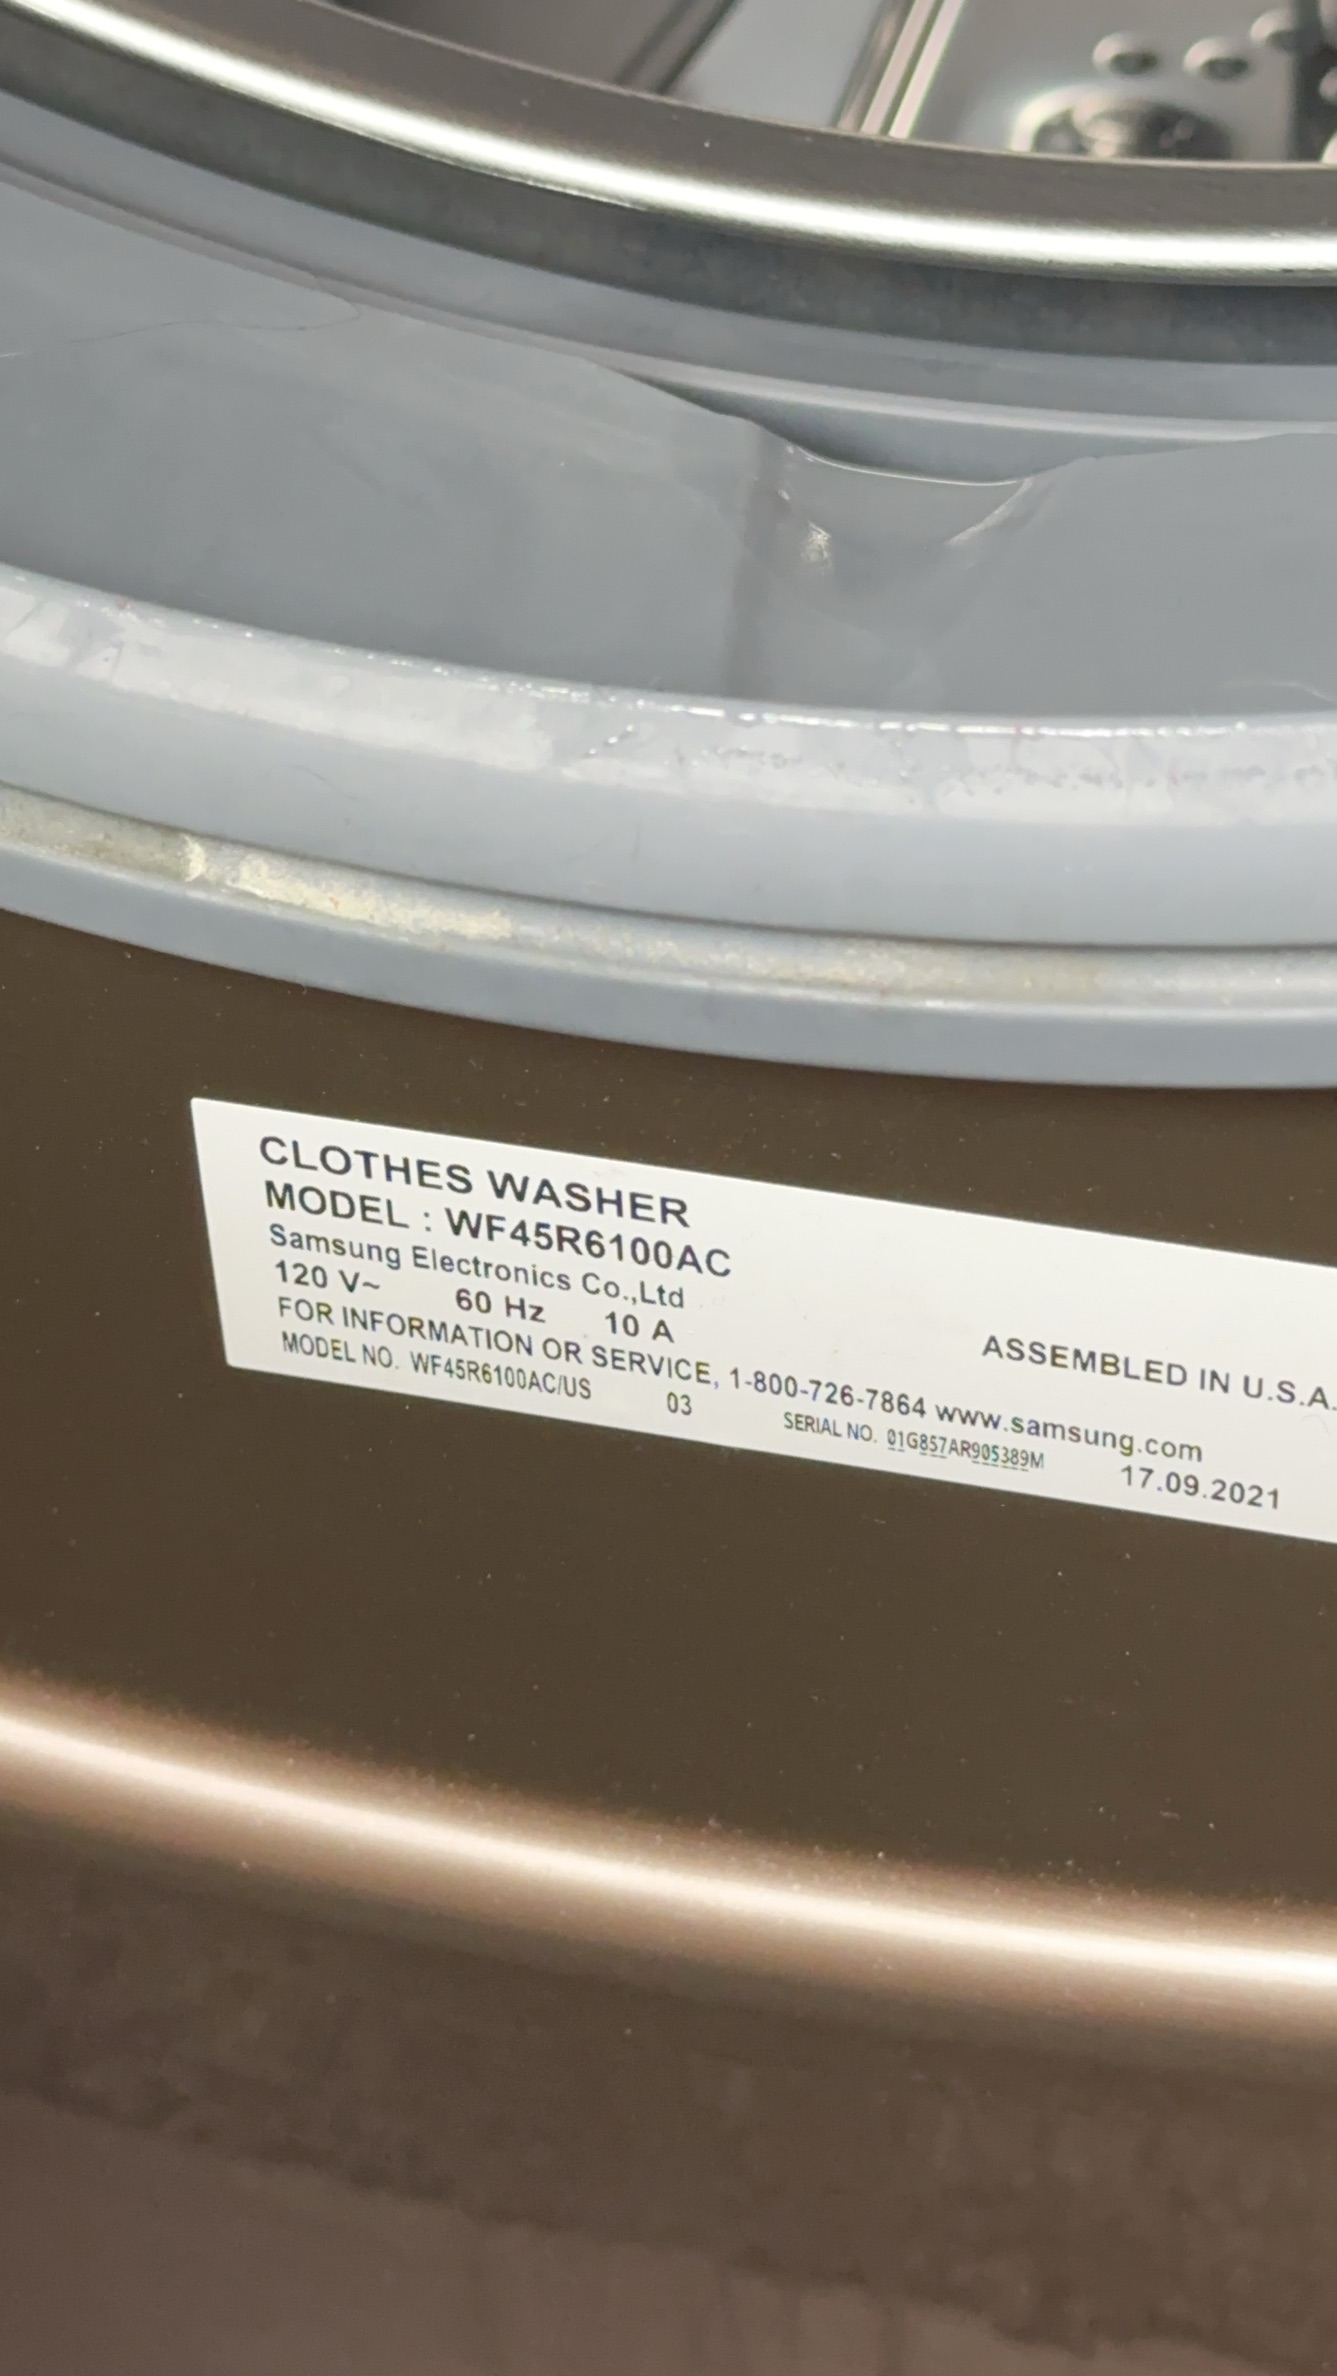 CLOTHES WASHER
MODEL : WF45R6100AC
Samsung Electronics Co.,Ltd
120 V~ 60 Hz 10 A
ASSEMBLED IN U.S.A.
FOR INFORMATION OR SERVICE, 1-800-726-7864 www.samsung.com
MODEL NO. WF45R6100AC/US 03 SERIAL NO. 01G857AR905389M 17.09.2021